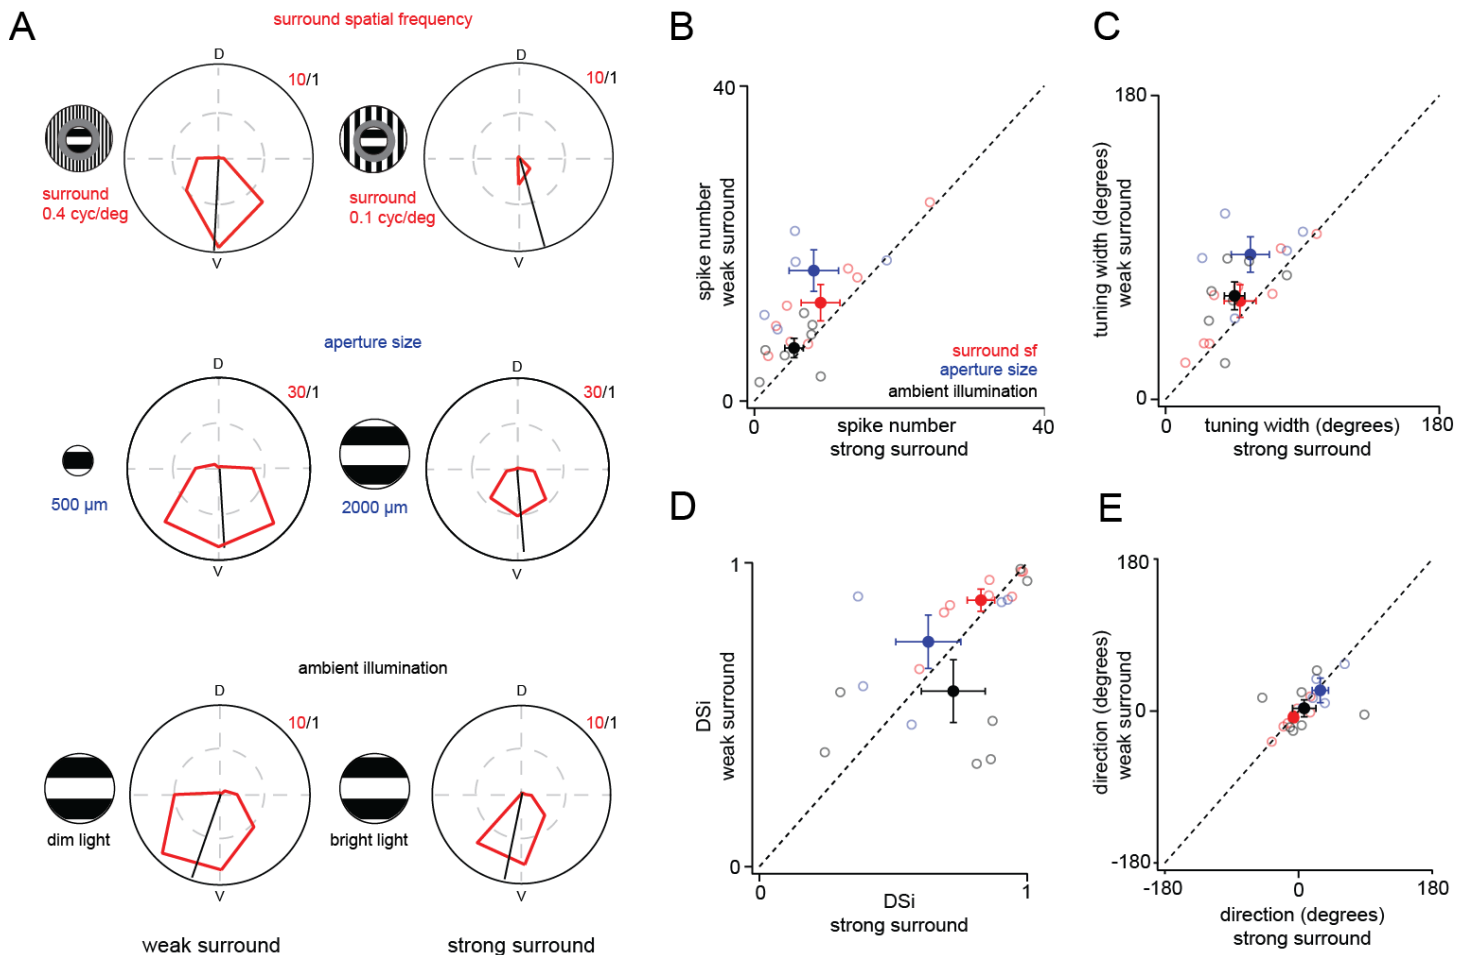 A
surround spatial frequency
D
10/1
surround
0.4 cyc/deg
V
D
10/1
surround
0.1 cyc/deg
V
aperture size
D
30/1
500 µm
V
D
30/1
2000 µm
V
ambient illumination
D
10/1
dim light
V
D
10/1
bright light
V
weak surround
strong surround
B
40
spike number
weak surround
surround sf
aperture size
ambient illumination
0
0
40
spike number
strong surround
C
180
tuning width (degrees)
weak surround
0
0
180
tuning width (degrees)
strong surround
D
1
DSi
weak surround
0
0
1
DSi
strong surround
E
180
direction (degrees)
weak surround
0
-180
-180
0
180
direction (degrees)
strong surround